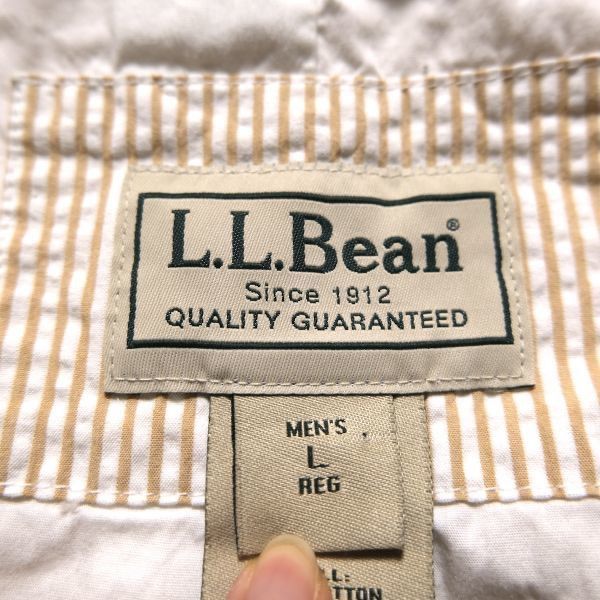 L.L.Bean®
Since 1912
QUALITY GUARANTEED
MEN'S
L
REG